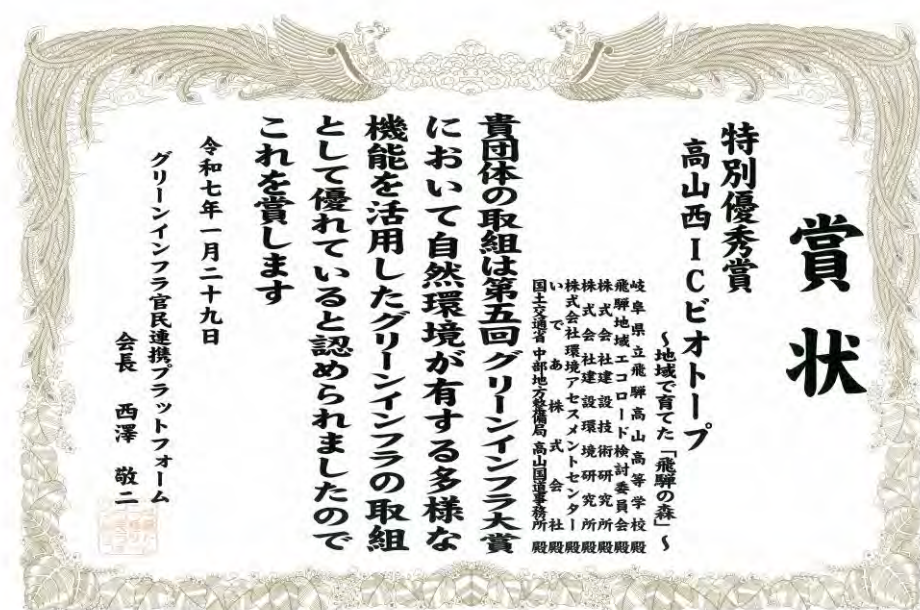 賞状
特別優秀賞
高山西ICビオトープ
~地域で育てた「飛騨の森」~
岐阜県立飛騨高山高等学校殿
飛騨地域エコロード検討委員会殿
株式会社建設技術研究所殿
株式会社建設環境研究所殿
株式会社環境アセスメントセンター殿
いであ株式会社殿
国土交通省中部地方整備局高山国道事務所殿
貴団体の取組は第五回グリーンインフラ大賞
において自然環境が有する多様な
機能を活用したグリーンインフラの取組
として優れていると認められましたので
これを賞します
令和七年一月二十九日
グリーンインフラ官民連携プラットフォーム
会長 西澤 敬二